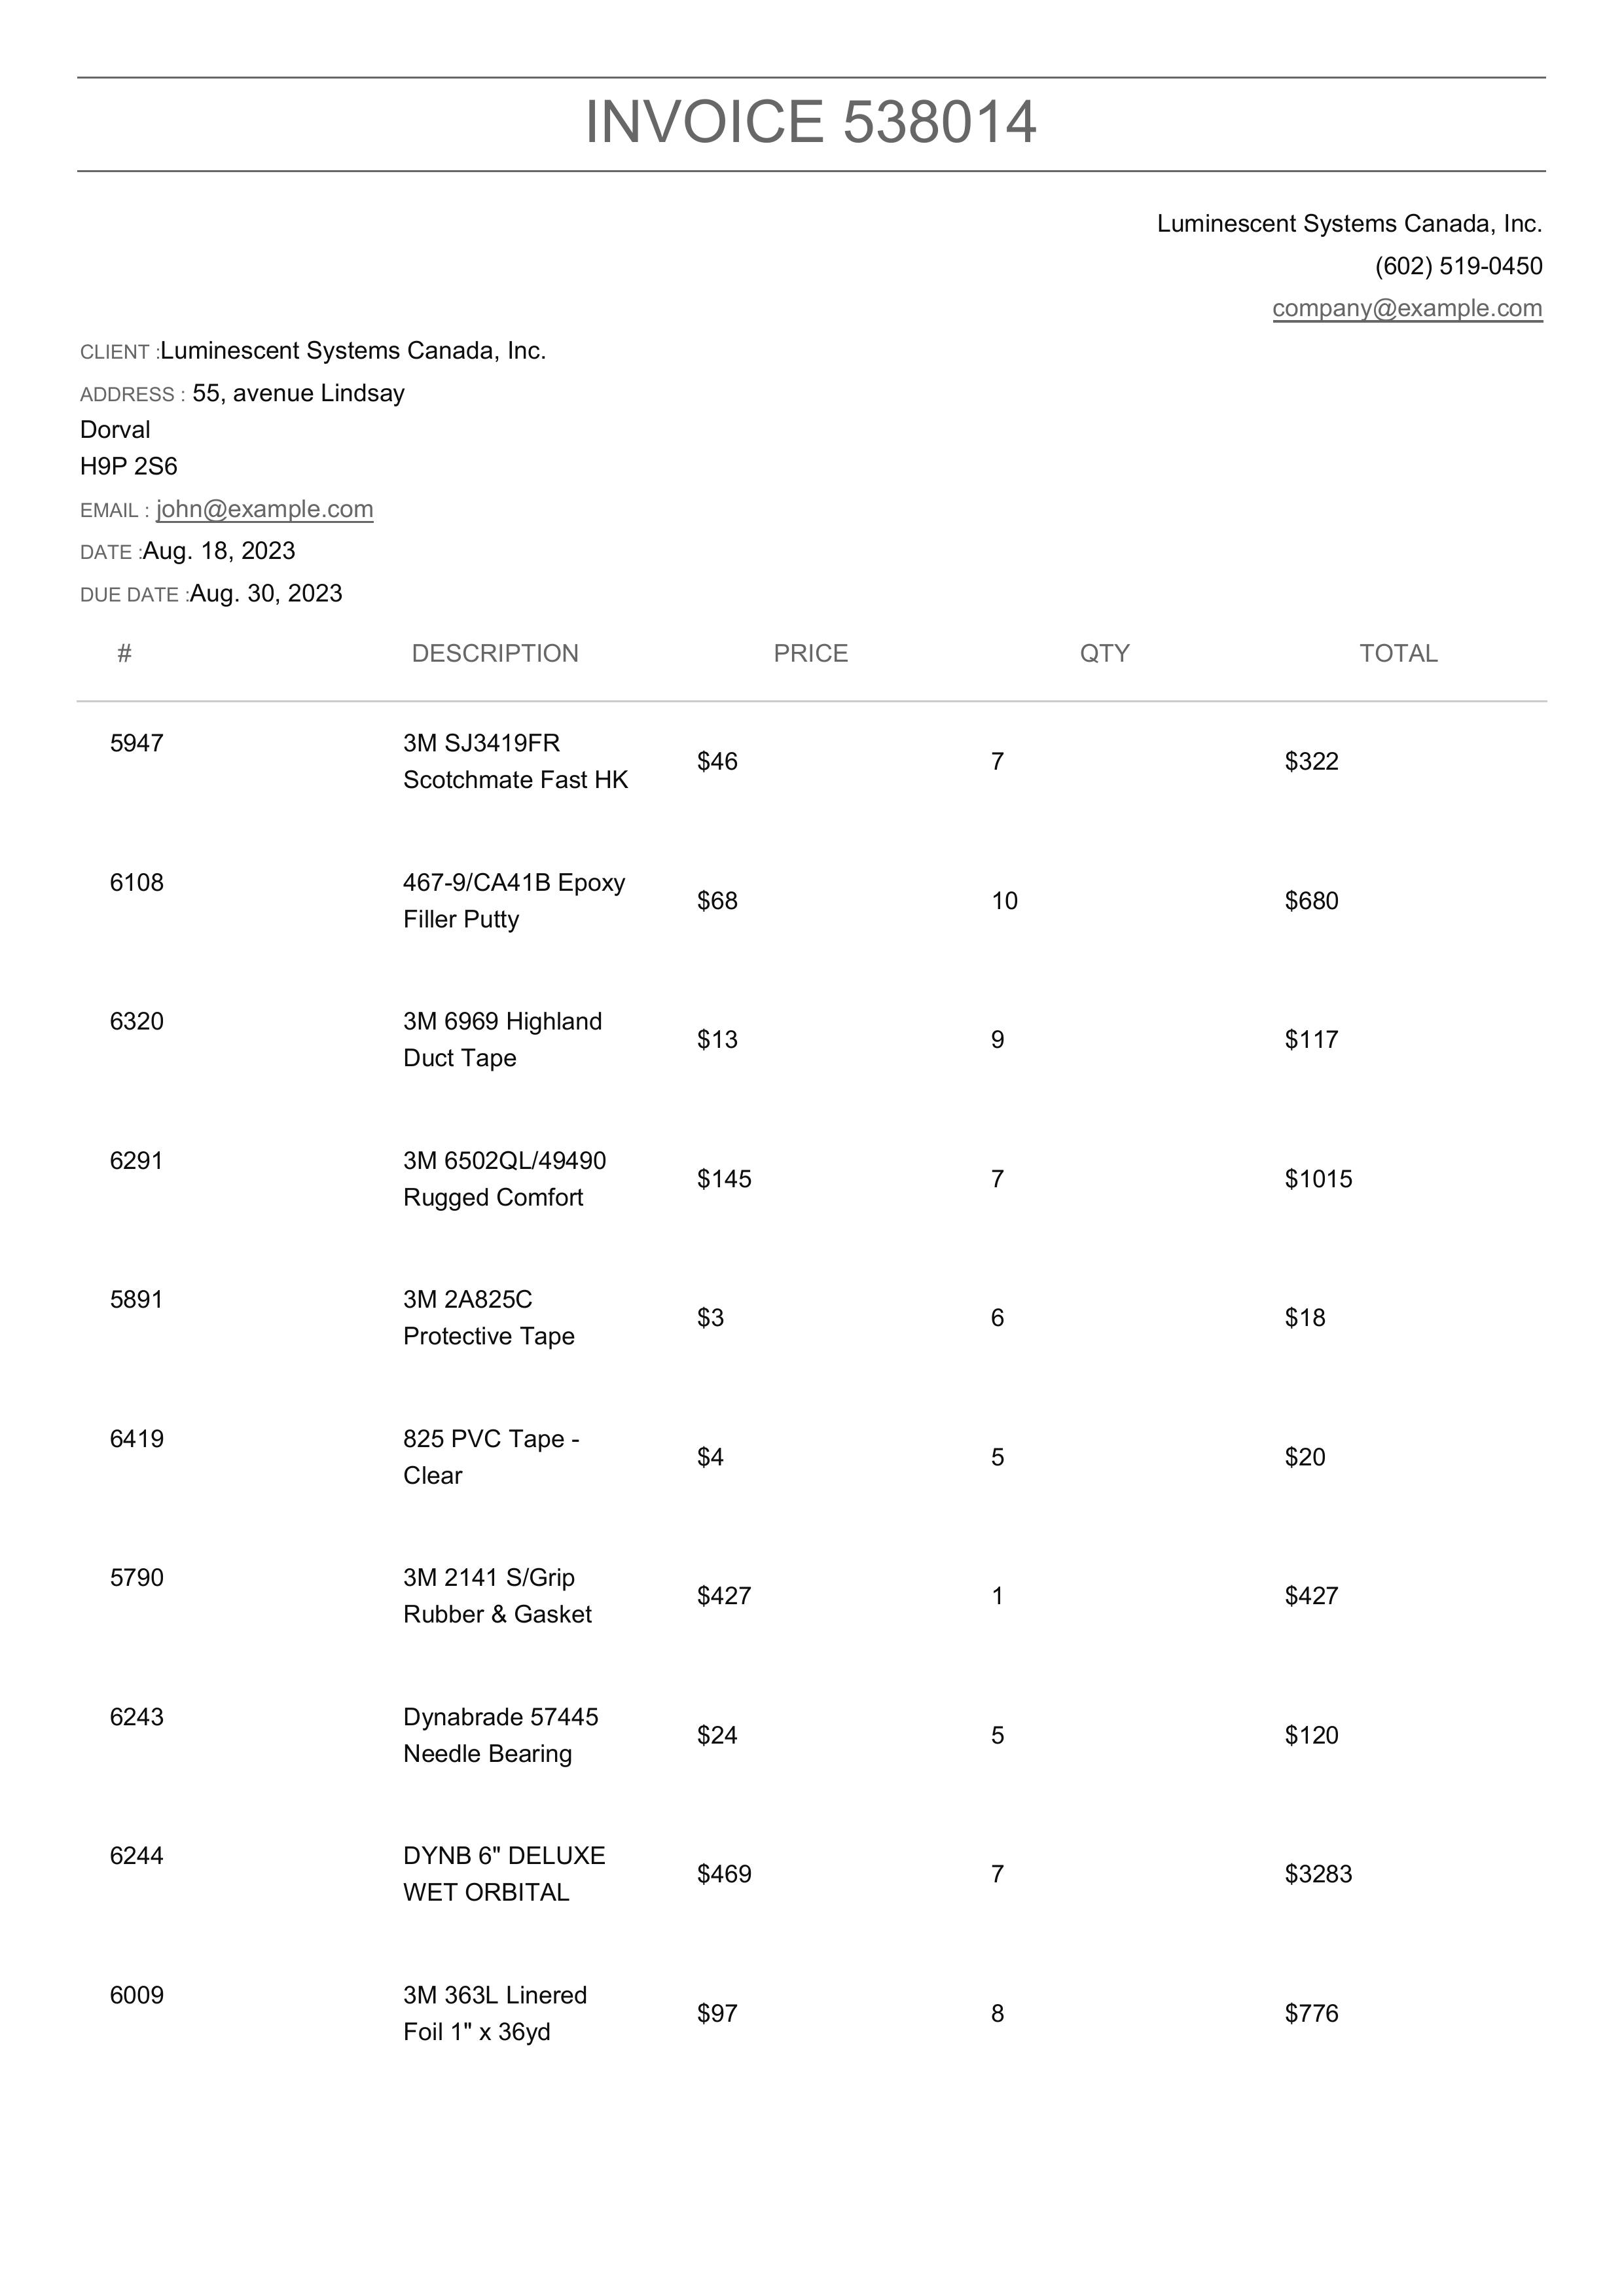 INVOICE 538014
Luminescent Systems Canada, Inc.
(602) 519-0450
company@example.com
CLIENT :Luminescent Systems Canada, Inc.
ADDRESS : 55, avenue Lindsay
Dorval
H9P 2S6
EMAIL : john@example.com
DATE :Aug. 18, 2023
DUE DATE :Aug. 30, 2023
# DESCRIPTION PRICE QTY TOTAL
5947 3M SJ3419FR
Scotchmate Fast HK $46 7 $322
6108 467-9/CA41B Epoxy
Filler Putty $68 10 $680
6320 3M 6969 Highland
Duct Tape $13 9 $117
6291 3M 6502QL/49490
Rugged Comfort $145 7 $1015
5891 3M 2A825C
Protective Tape $3 6 $18
6419 825 PVC Tape -
Clear $4 5 $20
5790 3M 2141 S/Grip
Rubber & Gasket $427 1 $427
6243 Dynabrade 57445
Needle Bearing $24 5 $120
6244 DYNB 6" DELUXE
WET ORBITAL $469 7 $3283
6009 3M 363L Linered
Foil 1" x 36yd $97 8 $776